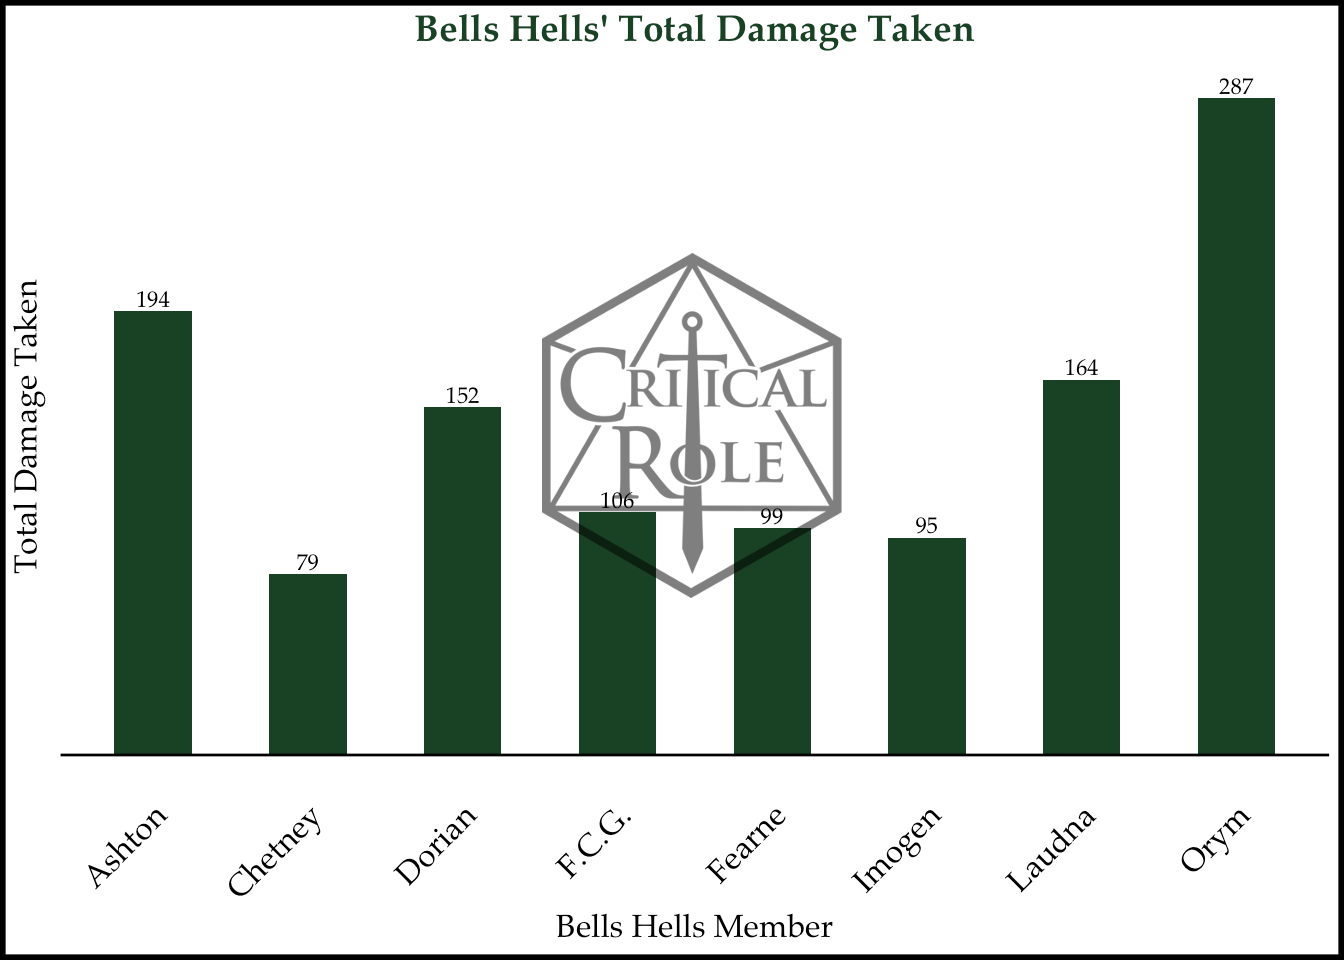 Bells Hells' Total Damage Taken
Total Damage Taken
194
79
152
106
99
95
164
287
CRITICAL
ROLE
Ashton
Chetney
Dorian
F.C.G.
Fearne
Imogen
Laudna
Orym
Bells Hells Member